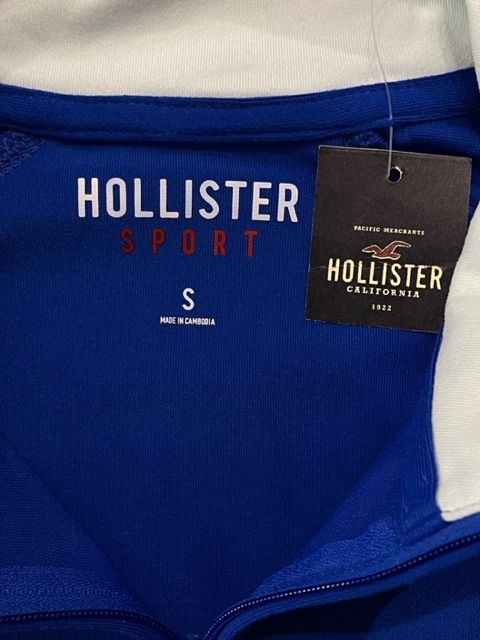 HOLLISTER
SPORT
S
MADE IN CAMBODIA
PACIFIC MERCHANTS
HOLLISTER
CALIFORNIA
1922